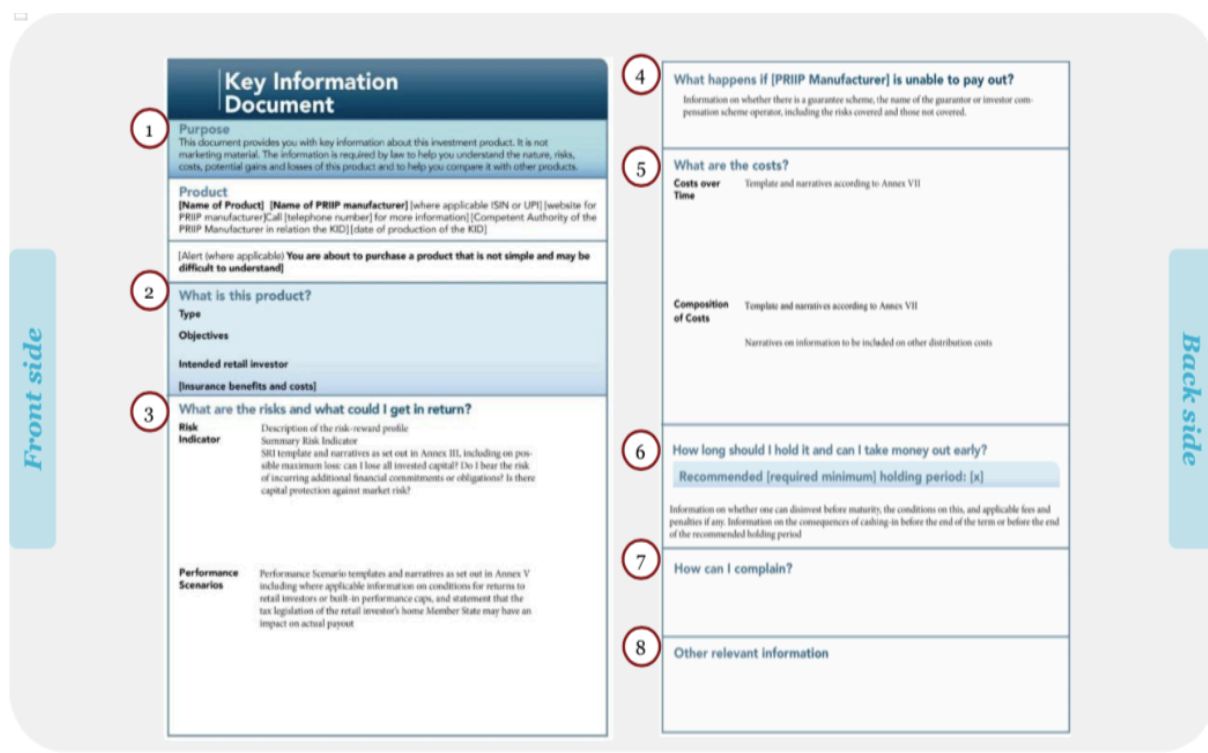 Front side
Key Information
Document
1
Purpose
This document provides you with key information about this investment product. It is not
marketing material. The information is required by law to help you understand the nature, risks,
costs, potential gains and losses of this product and to help you compare it with other products.
Product
[Name of Product] [Name of PRIIP manufacturer] [where applicable ISIN or UPI] [website for
PRIIP manufacturer]Call [telephone number] for more information] [Competent Authority of the
PRIIP Manufacturer in relation the KID] [date of production of the KID]
[Alert (where applicable) You are about to purchase a product that is not simple and may be
difficult to understand]
2
What is this product?
Type
Objectives
Intended retail investor
[Insurance benefits and costs]
3
What are the risks and what could I get in return?
Risk
Indicator
Description of the risk-reward profile
Summary Risk Indicator
SRI template and narratives as set out in Annex III, including on pos-
sible maximum loss: can I lose all invested capital? Do I bear the risk
of incurring additional financial commitments or obligations? Is there
capital protection against market risk?
Performance
Scenarios
Performance Scenario templates and narratives as set out in Annex V
including where applicable information on conditions for returns to
retail investors or built-in performance caps, and statement that the
tax legislation of the retail investor's home Member State may have an
impact on actual payout
4
What happens if [PRIIP Manufacturer] is unable to pay out?
Information on whether there is a guarantee scheme, the name of the guarantor or investor com-
pensation scheme operator, including the risks covered and those not covered.
5
What are the costs?
Costs over
Time
Template and narratives according to Annex VII
Composition
of Costs
Template and narratives according to Annex VII
Narratives on information to be included on other distribution costs
6
How long should I hold it and can I take money out early?
Recommended [required minimum] holding period: [x]
Information on whether one can disinvest before maturity, the conditions on this, and applicable fees and
penalties if any. Information on the consequences of cashing-in before the end of the term or before the end
of the recommended holding period
7
How can I complain?
8
Other relevant information
Back side